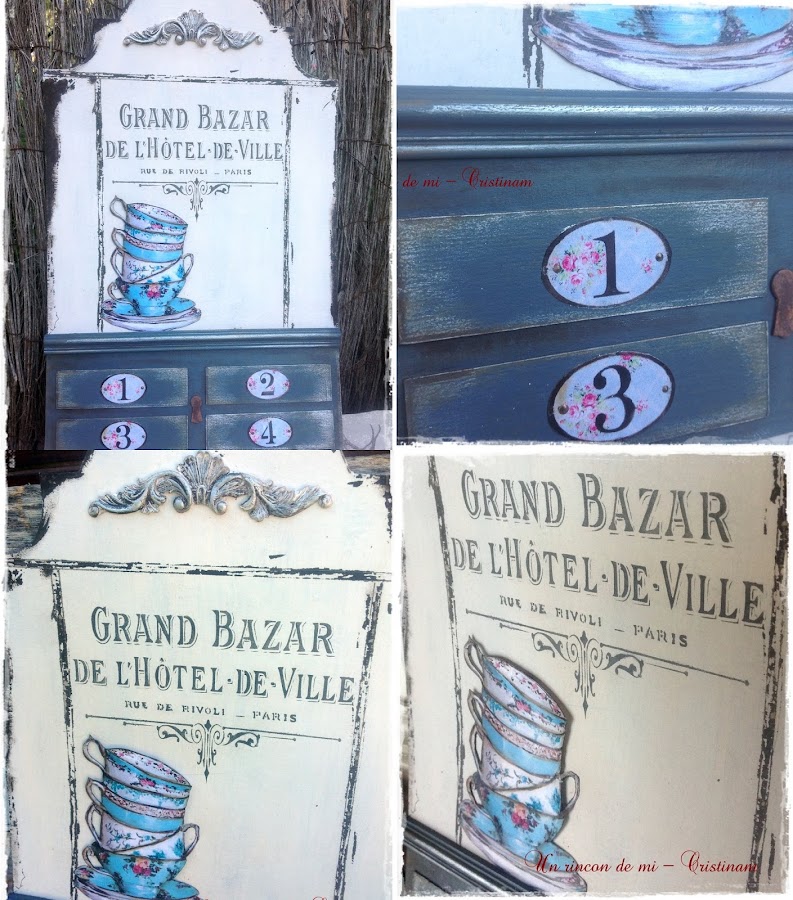 GRAND BAZAR
DE L'HÔTEL-DE-VILLE
RUE DE RIVOLI - PARIS
1
2
3
4
de mi - Cristinam
1
3
GRAND BAZAR
DE L'HÔTEL-DE-VILLE
RUE DE RIVOLI - PARIS
GRAND BAZAR
DE L'HÔTEL-DE-VILLE
RUE DE RIVOLI - PARIS
Un rincon de mi - Cristinam